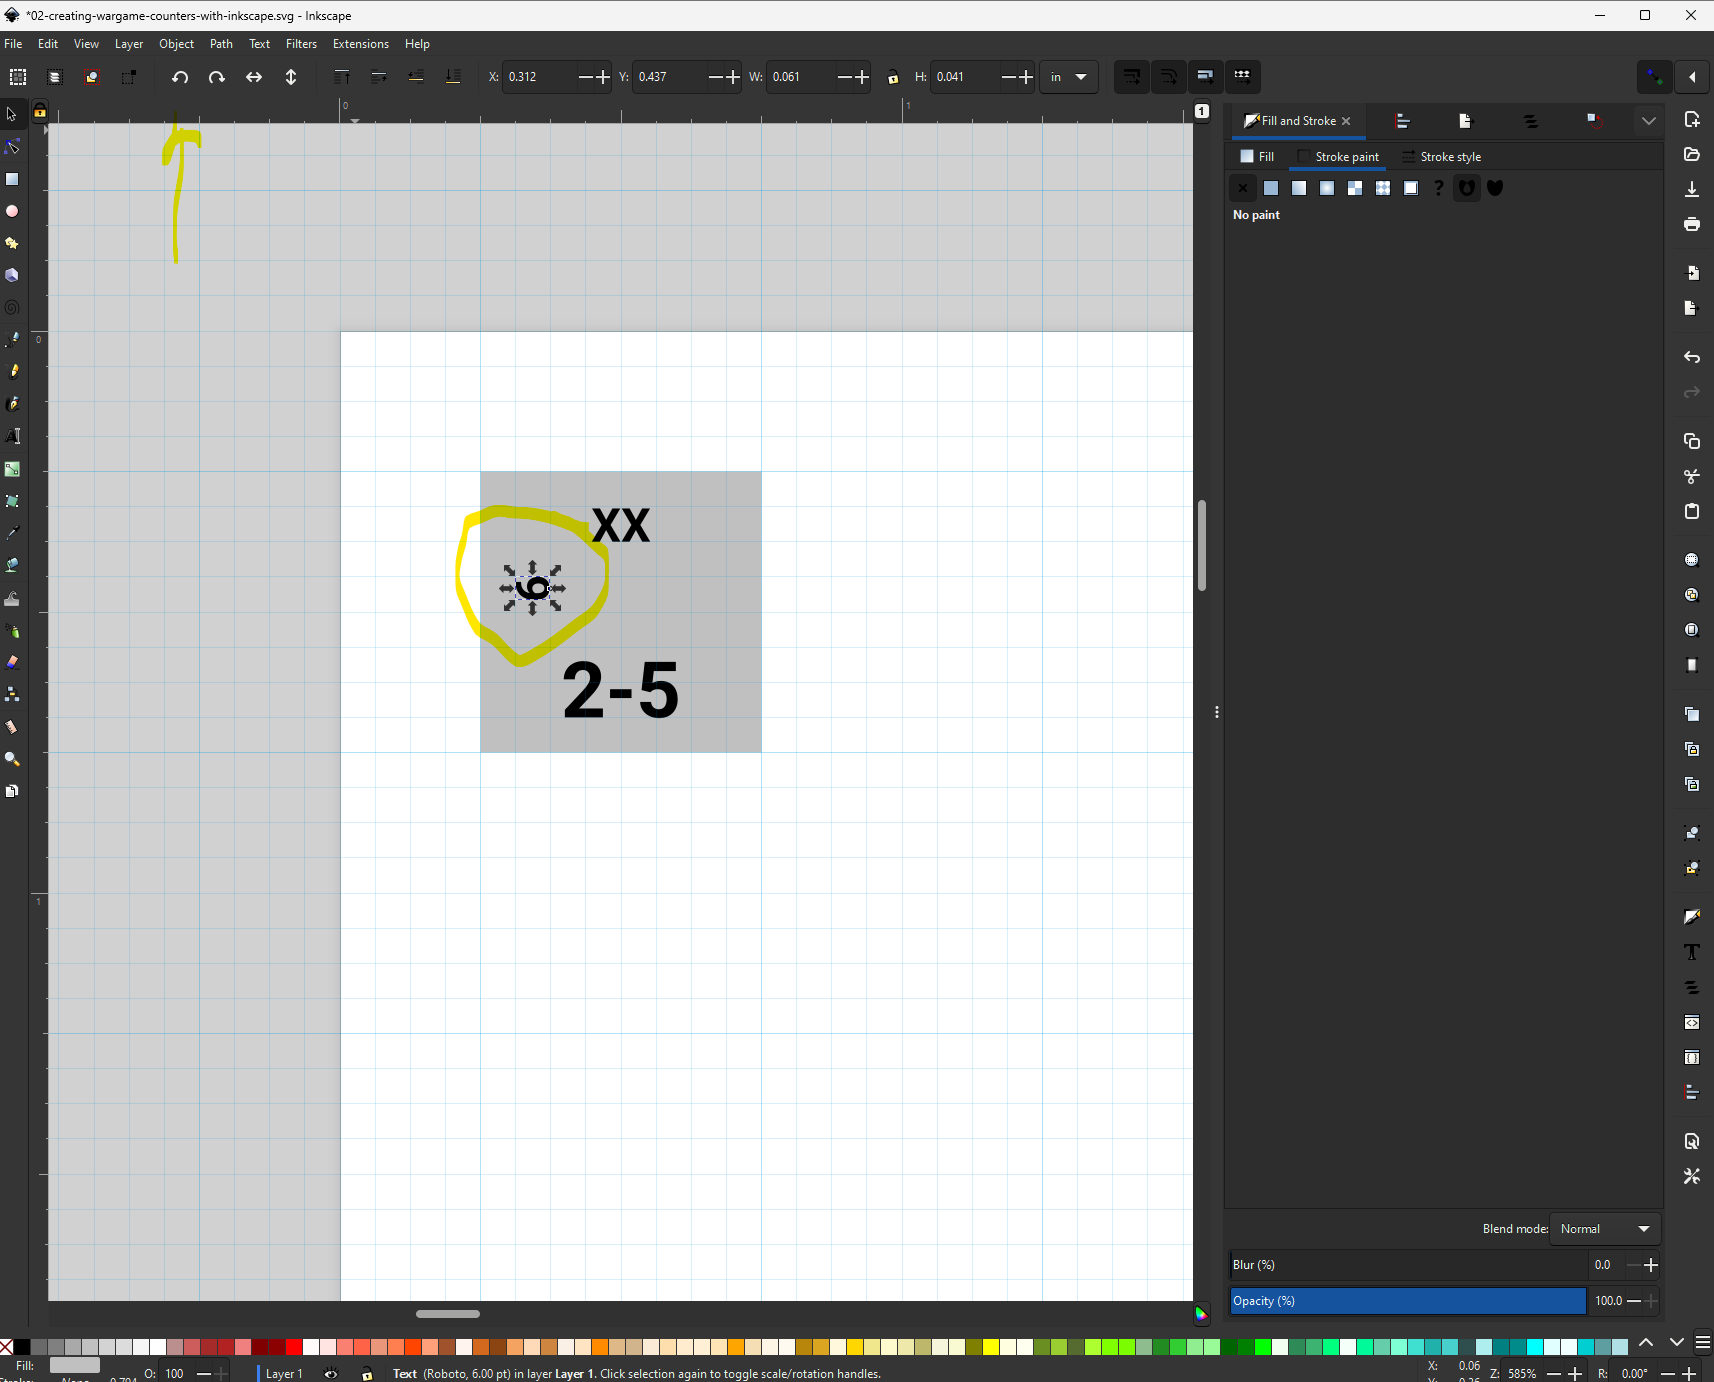 *02-creating-wargame-counters-with-inkscape.svg - Inkscape
File Edit View Layer Object Path Text Filters Extensions Help
X: 0.312 Y: 0.437 W: 0.061 H: 0.041 in
0 1
1
Fill and Stroke
Fill Stroke paint Stroke style
?
No paint
0
XX
6
2-5
1
Blend mode: Normal
Blur (%) 0.0
Opacity (%) 100.0
Fill: O: 100 Layer 1 Text (Roboto, 6.00 pt) in layer Layer 1. Click selection again to toggle scale/rotation handles. X: 0.06 Z: 585% R: 0.00°